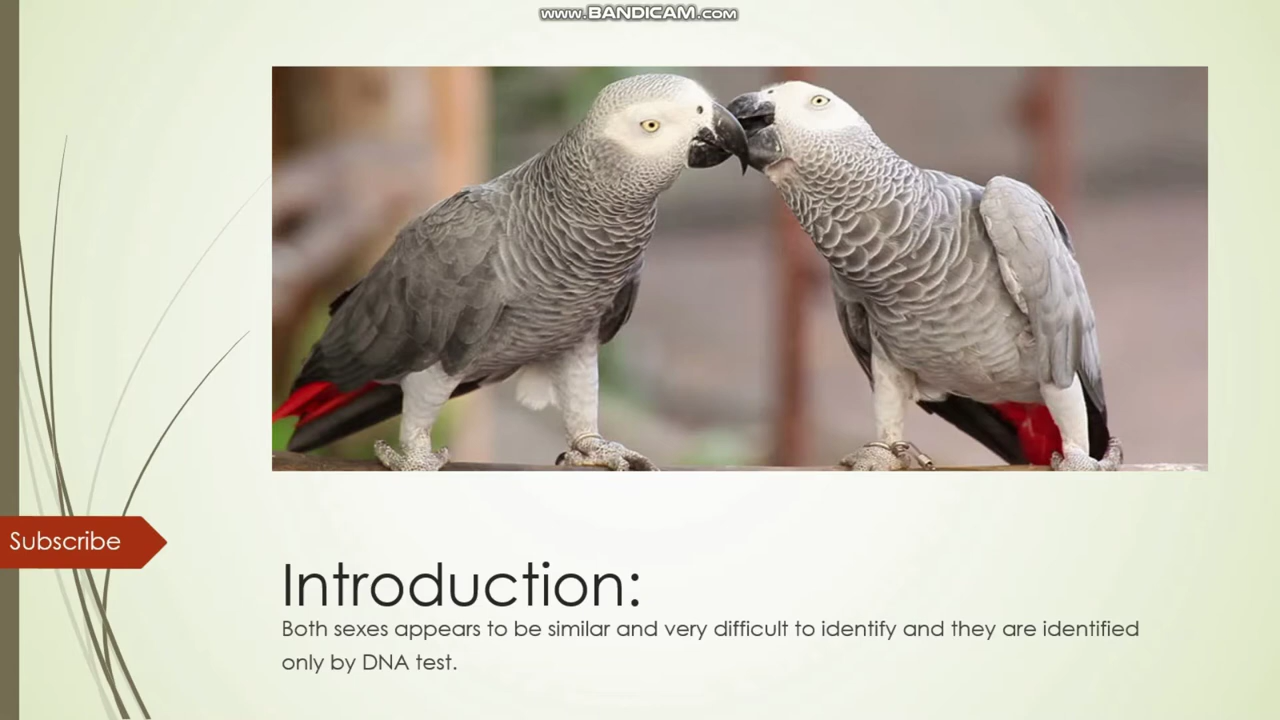 www.BANDICAM.com
Subscribe
Introduction:
Both sexes appears to be similar and very difficult to identify and they are identified
only by DNA test.